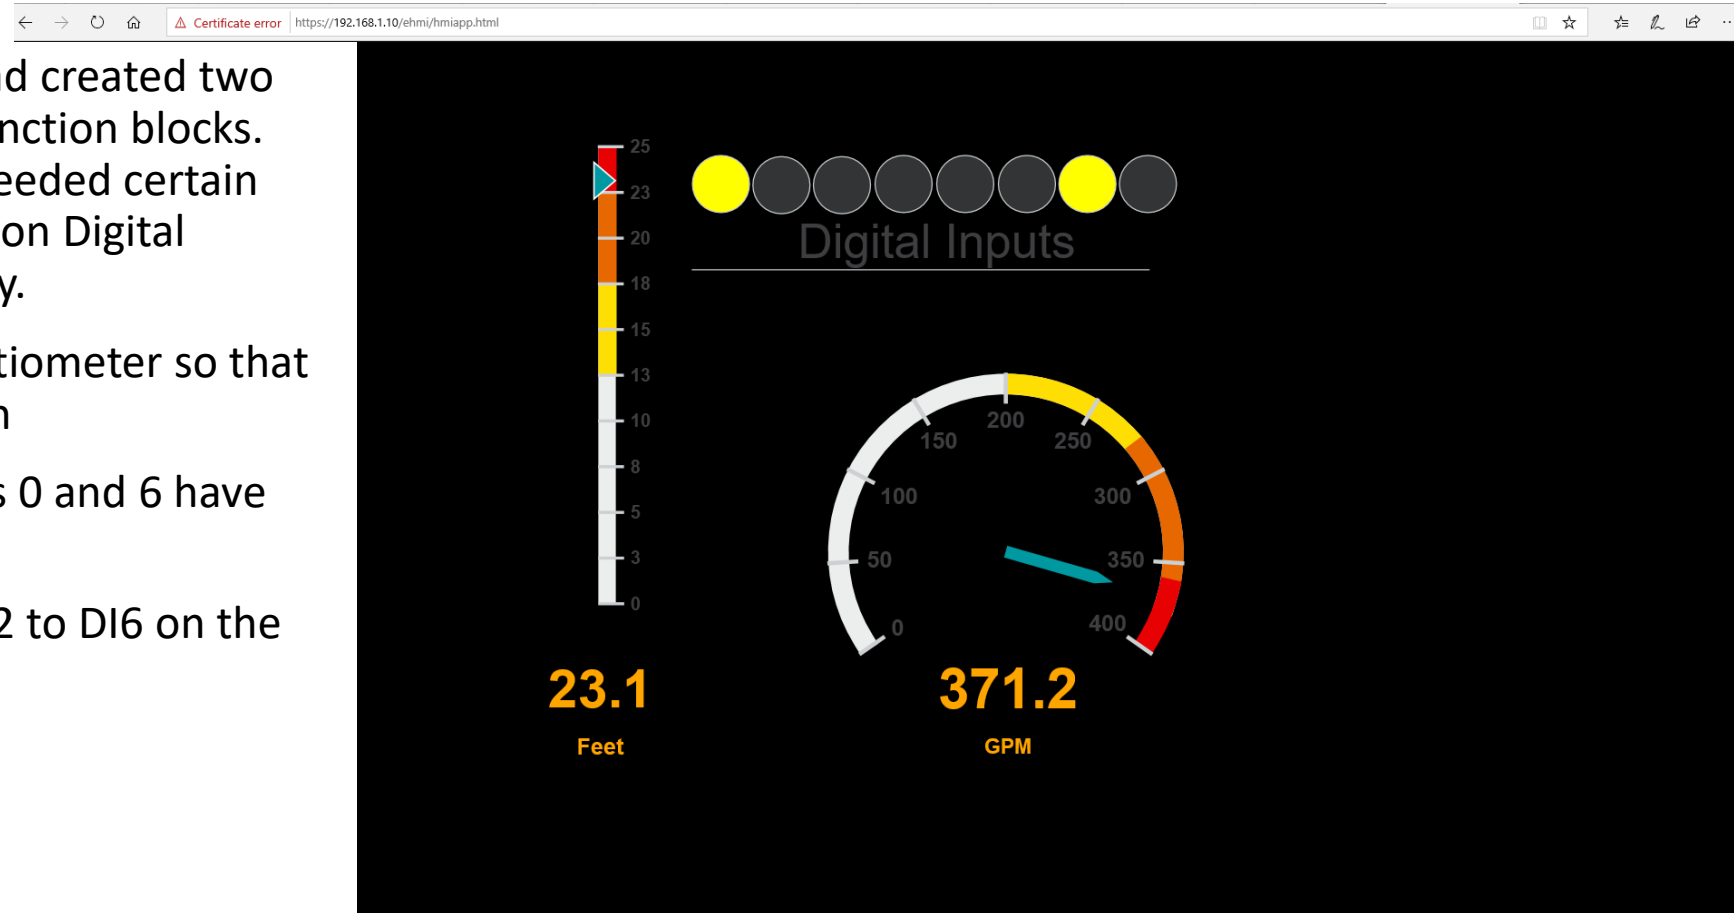 Certificate error https://192.168.1.10/ehmi/hmiapp.html
d created two
nction blocks.
eeded certain
on Digital
y.
tiometer so that
n
s 0 and 6 have
2 to DI6 on the
25
23
20
18
15
13
10
8
5
3
0
23.1
Feet
Digital Inputs
0
50
100
150
200
250
300
350
400
371.2
GPM